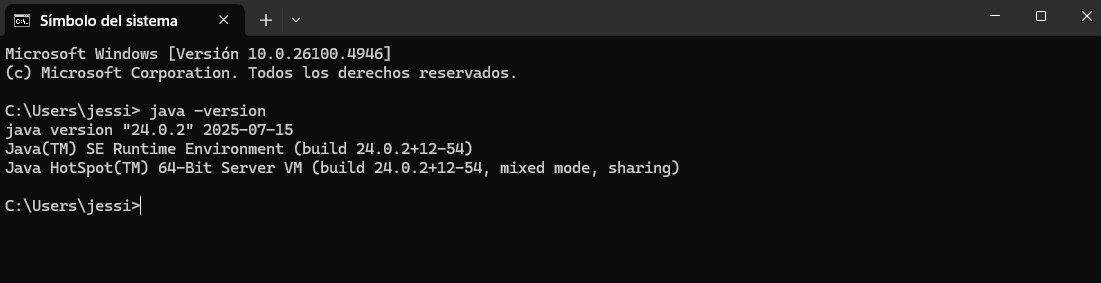 Símbolo del sistema
Microsoft Windows [Versión 10.0.26100.4946]
(c) Microsoft Corporation. Todos los derechos reservados.
C:\Users\jessi> java -version
java version "24.0.2" 2025-07-15
Java(TM) SE Runtime Environment (build 24.0.2+12-54)
Java HotSpot(TM) 64-Bit Server VM (build 24.0.2+12-54, mixed mode, sharing)
C:\Users\jessi>